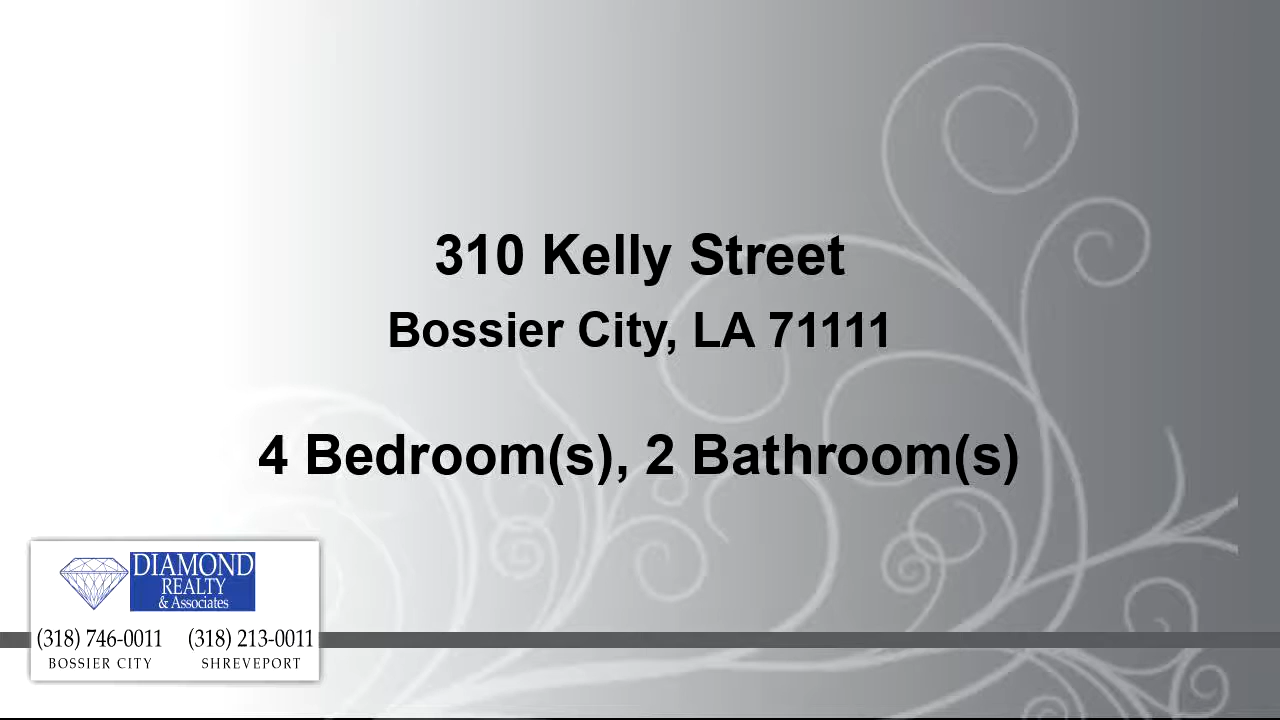 310 Kelly Street
Bossier City, LA 71111
4 Bedroom(s), 2 Bathroom(s)
DIAMOND
REALTY
& Associates
(318) 746-0011 (318) 213-0011
BOSSIER CITY SHREVEPORT